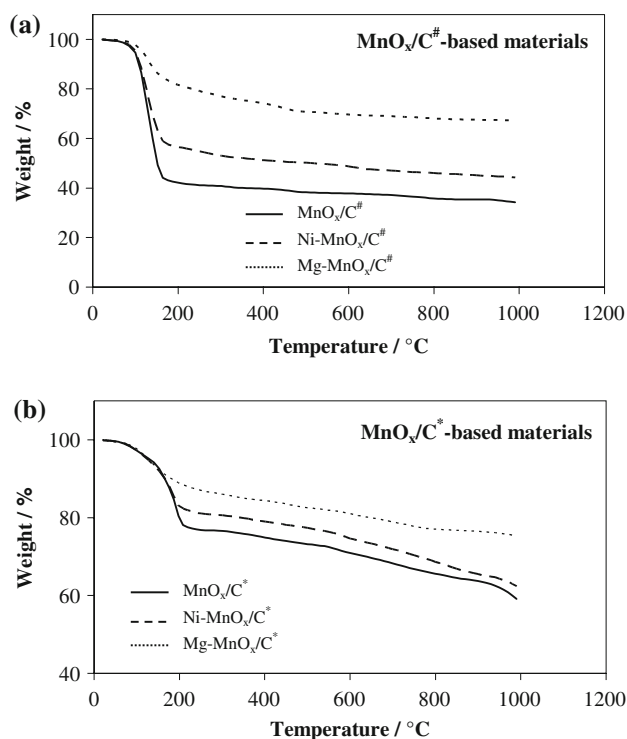 (a)
MnOₓ/C#-based materials
100
80
60
40
20
0
Weight / %
MnOₓ/C#
Ni-MnOₓ/C#
Mg-MnOₓ/C#
0 200 400 600 800 1000 1200
Temperature / °C
(b)
MnOₓ/C*-based materials
100
80
60
40
Weight / %
MnOₓ/C*
Ni-MnOₓ/C*
Mg-MnOₓ/C*
0 200 400 600 800 1000 1200
Temperature / °C